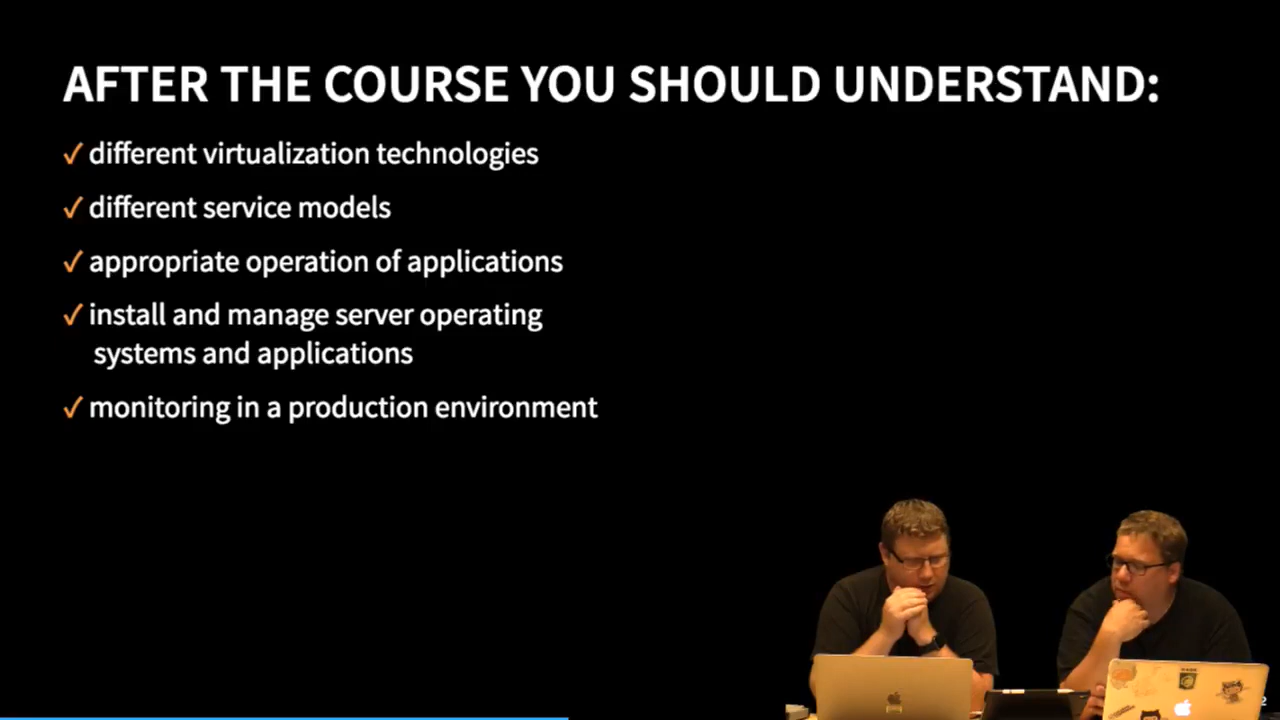 AFTER THE COURSE YOU SHOULD UNDERSTAND:
✓ different virtualization technologies
✓ different service models
✓ appropriate operation of applications
✓ install and manage server operating
systems and applications
✓ monitoring in a production environment
2